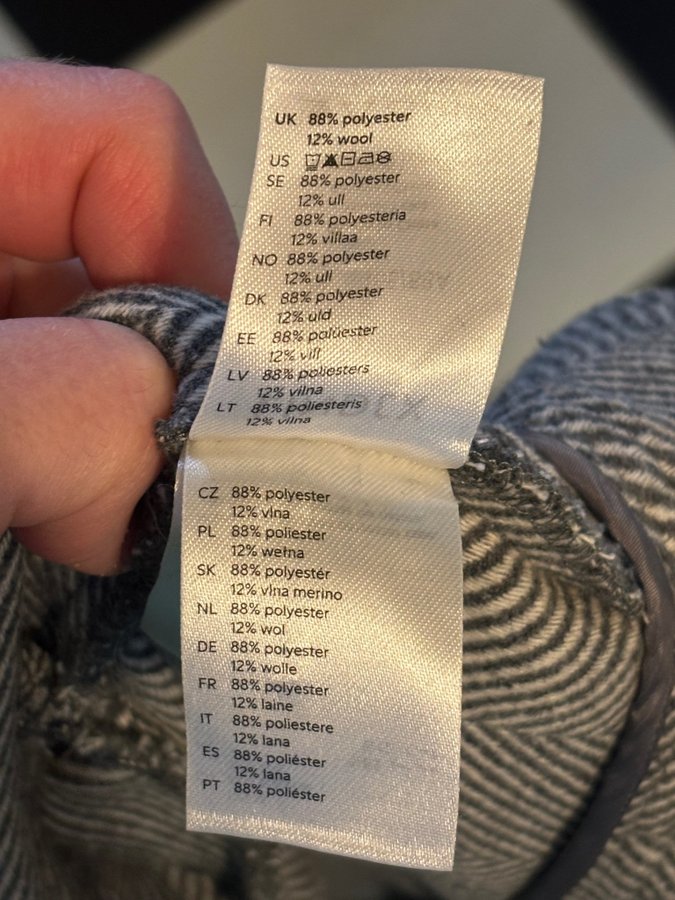 UK 88% polyester
12% wool
US
SE 88% polyester
12% ull
FI 88% polyesteria
12% villaa
NO 88% polyester
12% ull
DK 88% polyester
12% uld
EE 88% polüester
12% vill
LV 88% poliesters
12% vilna
LT 88% poliesteris
12% vilna
CZ 88% polyester
12% vlna
PL 88% poliester
12% wełna
SK 88% polyestér
12% vlna merino
NL 88% polyester
12% wol
DE 88% polyester
12% wolle
FR 88% polyester
12% laine
IT 88% poliestere
12% lana
ES 88% poliéster
12% lana
PT 88% poliéster